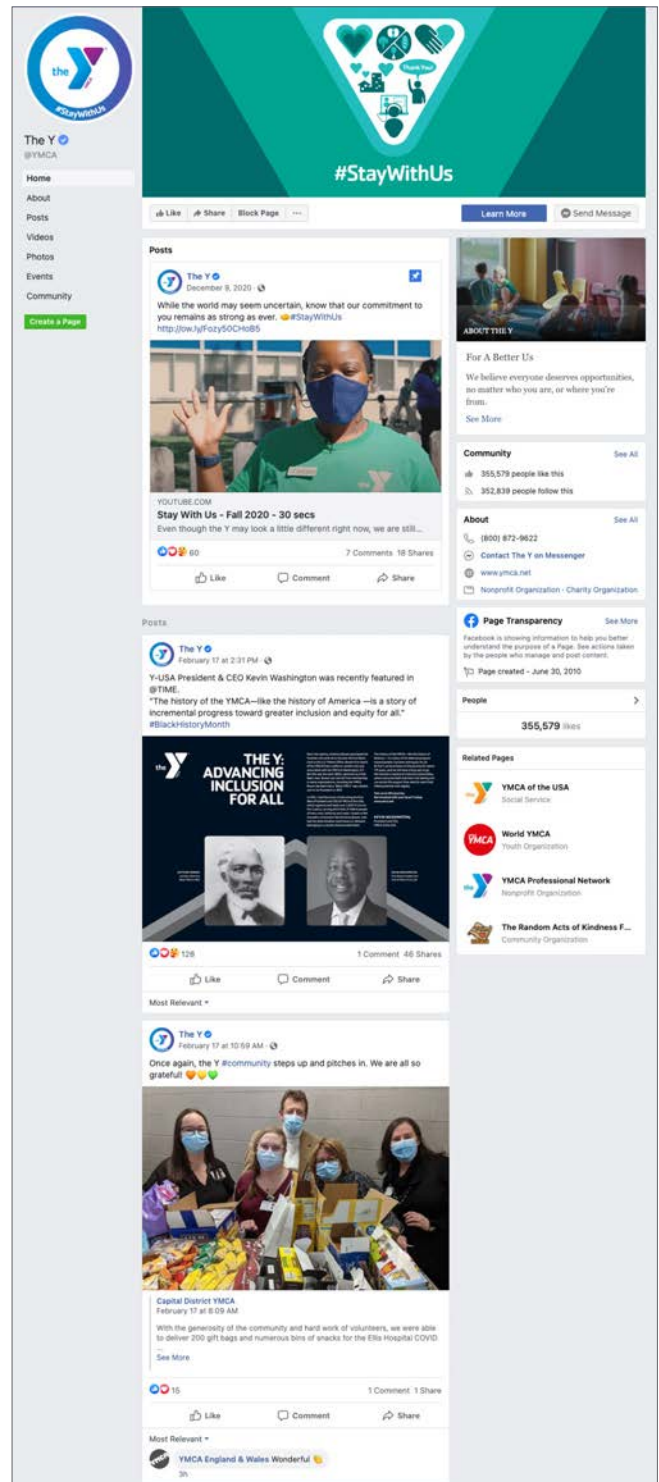 the
#StayWithUs
The Y
@YMCA
Home
About
Posts
Videos
Photos
Events
Community
Create a Page
Thank You!
#StayWithUs
Like Share Block Page ...
Learn More
Send Message
Posts
The Y
December 9, 2020 ·
While the world may seem uncertain, know that our commitment to
you remains as strong as ever. #StayWithUs
YOUTUBE.COM
Stay With Us - Fall 2020 - 30 secs
Even though the Y may look a little different right now, we are still...
60
7 Comments 18 Shares
Like Comment Share
Posts
The Y
February 17 at 2:31 PM ·
Y-USA President & CEO Kevin Washington was recently featured in
@TIME.
"The history of the YMCA—like the history of America —is a story of
incremental progress toward greater inclusion and equity for all."
#BlackHistoryMonth
the
THE Y:
ADVANCING
INCLUSION
FOR ALL
128
1 Comment 46 Shares
Like Comment Share
Most Relevant
The Y
February 17 at 10:59 AM ·
Once again, the Y #community steps up and pitches in. We are all so
grateful! 🧡💛💚
Capital District YMCA
February 17 at 8:09 AM
With the generosity of the community and hard work of volunteers, we were able
to deliver 200 gift bags and numerous bins of snacks for the Ellis Hospital COVID
...
See More
15
1 Comment 1 Share
Like Comment Share
Most Relevant
YMCA England & Wales Wonderful 👏
3h
ABOUT THE Y
For A Better Us
We believe everyone deserves opportunities,
no matter who you are, or where you're
from.
See More
Community See All
355,579 people like this
352,839 people follow this
About See All
(800) 872-9622
Contact The Y on Messenger
www.ymca.net
Nonprofit Organization · Charity Organization
Page Transparency See More
Facebook is showing information to help you better
understand the purpose of a Page. See actions taken
by the people who manage and post content.
Page created - June 30, 2010
People
355,579 likes
Related Pages
YMCA of the USA
Social Service
YMCA
World YMCA
Youth Organization
the
YMCA Professional Network
Nonprofit Organization
The Random Acts of Kindness F...
Community Organization